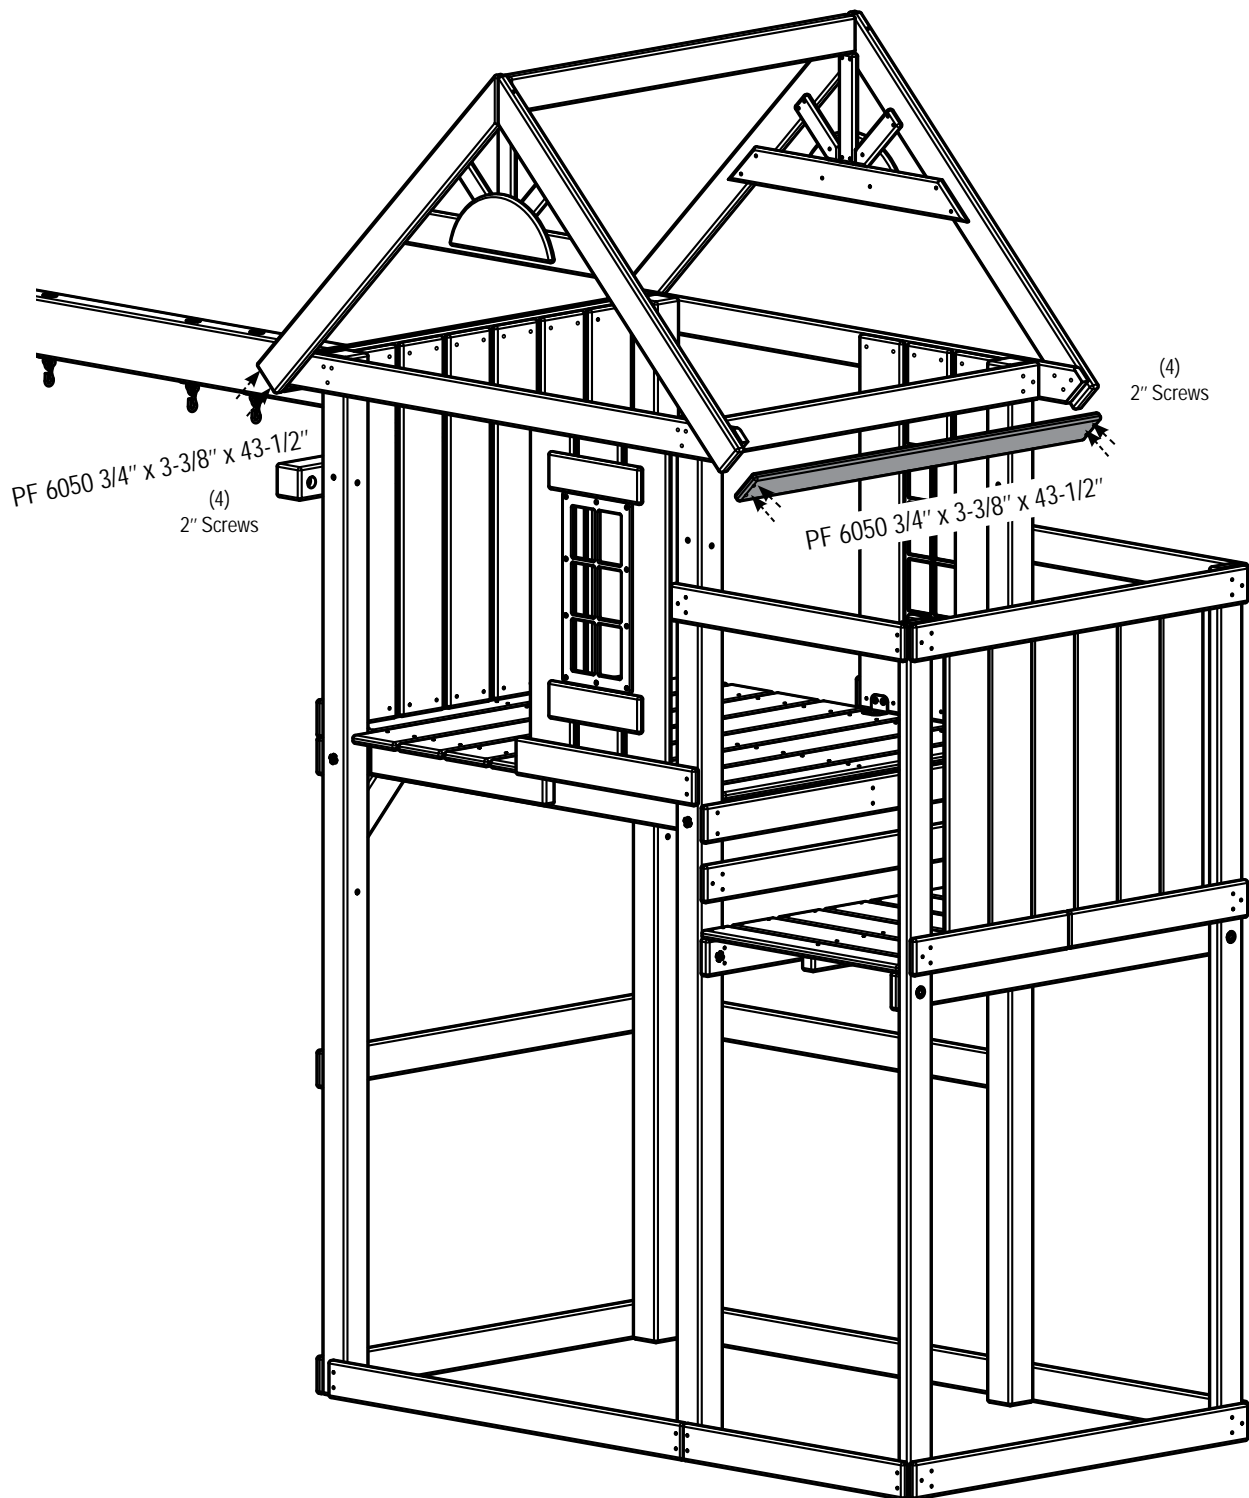 (4)
2" Screws
PF 6050 3/4" x 3-3/8" x 43-1/2"
(4)
2" Screws
PF 6050 3/4" x 3-3/8" x 43-1/2"